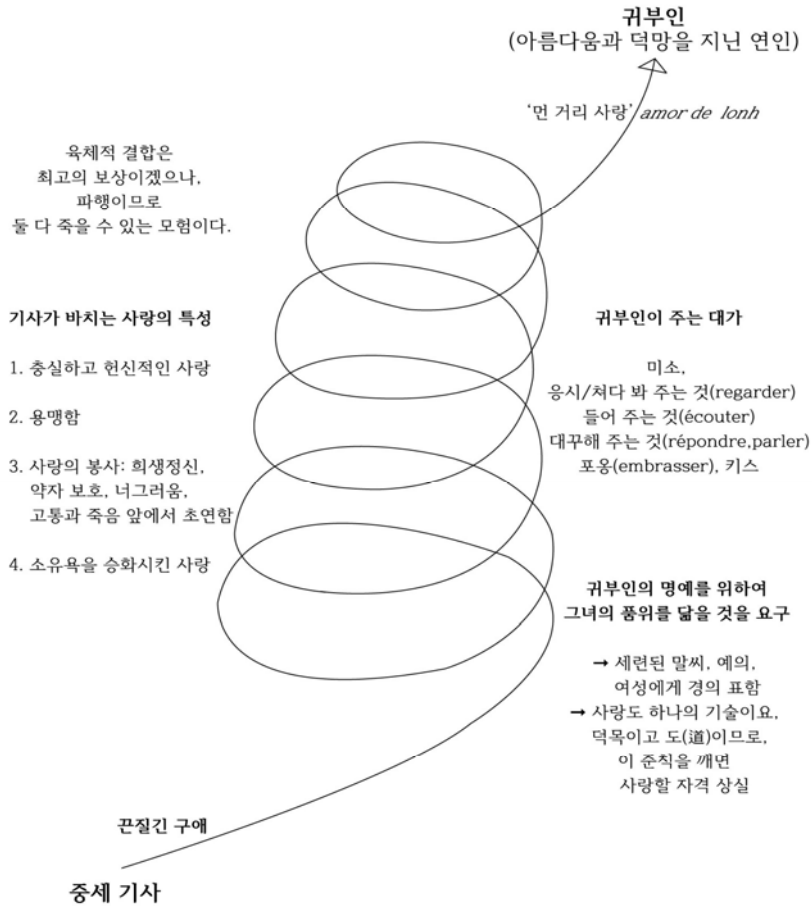 귀부인
(아름다움과 덕망을 지닌 연인)
‘먼 거리 사랑’ amor de lonh
육체적 결합은
최고의 보상이겠으나,
파행이므로
둘 다 죽을 수 있는 모험이다.
기사가 바치는 사랑의 특성
1. 충실하고 헌신적인 사랑
2. 용맹함
3. 사랑의 봉사: 희생정신,
약자 보호, 너그러움,
고통과 죽음 앞에서 초연함
4. 소유욕을 승화시킨 사랑
귀부인이 주는 대가
미소,
응시/쳐다 봐 주는 것(regarder)
들어 주는 것(écouter)
대꾸해 주는 것(répondre,parler)
포옹(embrasser), 키스
귀부인의 명예를 위하여
그녀의 품위를 닮을 것을 요구
→ 세련된 말씨, 예의,
여성에게 경의 표함
→ 사랑도 하나의 기술이요,
덕목이고 도(道)이므로,
이 준칙을 깨면
사랑할 자격 상실
끈질긴 구애
중세 기사